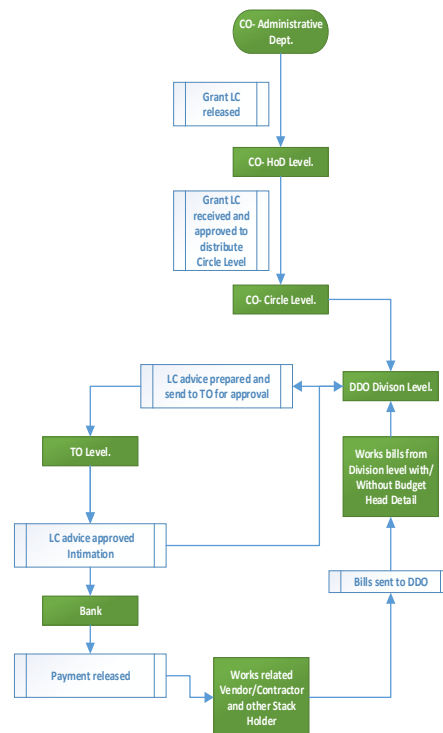 CO- Administrative
Dept.
Grant LC
released
CO- HoD Level.
Grant LC
received and
approved to
distribute
Circle Level
CO- Circle Level.
LC advice prepared and
send to TO for approval
DDO Divison Level.
TO Level.
Works bills from
Division level with/
Without Budget
Head Detail
LC advice approved
Intimation
Bills sent to DDO
Bank
Payment released
Works related
Vendor/Contractor
and other Stack
Holder